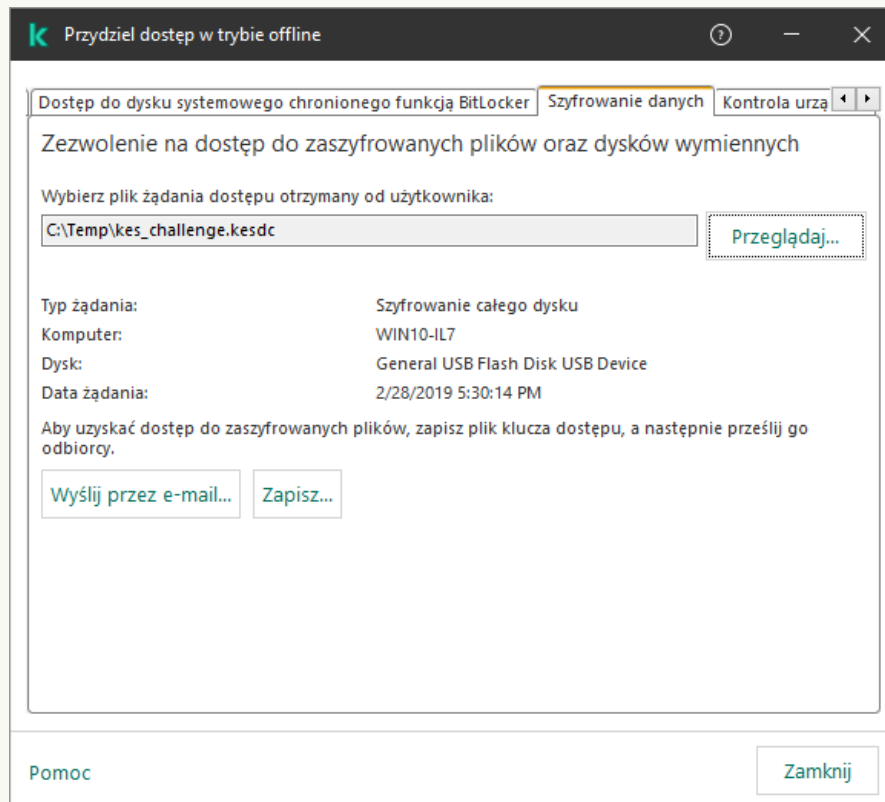 Przydziel dostęp w trybie offline
Dostęp do dysku systemowego chronionego funkcją BitLocker
Szyfrowanie danych
Kontrola urzą
Zezwolenie na dostęp do zaszyfrowanych plików oraz dysków wymiennych
Wybierz plik żądania dostępu otrzymany od użytkownika:
C:\Temp\kes_challenge.kesdc
Przeglądaj...
Typ żądania: Szyfrowanie całego dysku
Komputer: WIN10-IL7
Dysk: General USB Flash Disk USB Device
Data żądania: 2/28/2019 5:30:14 PM
Aby uzyskać dostęp do zaszyfrowanych plików, zapisz plik klucza dostępu, a następnie prześlij go
odbiorcy.
Wyślij przez e-mail...
Zapisz...
Pomoc
Zamknij